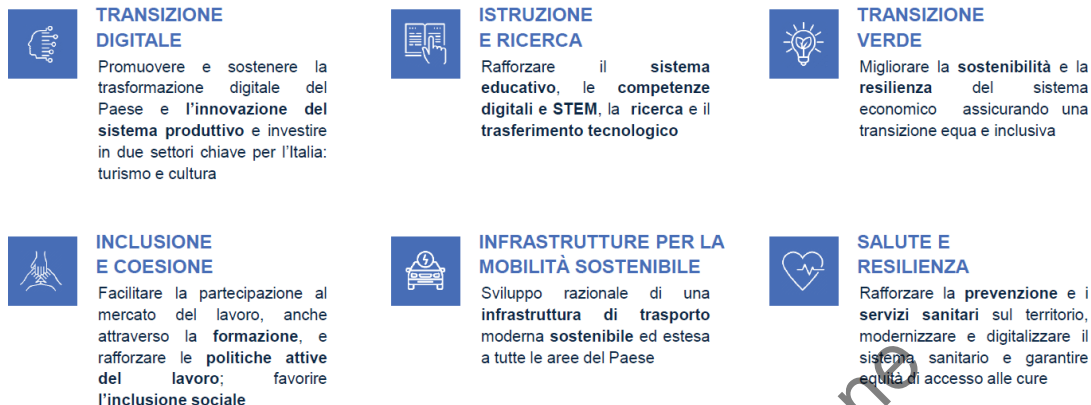 TRANSIZIONE
DIGITALE
Promuovere e sostenere la
trasformazione digitale del
Paese e l'innovazione del
sistema produttivo e investire
in due settori chiave per l'Italia:
turismo e cultura
ISTRUZIONE
E RICERCA
Rafforzare il sistema
educativo, le competenze
digitali e STEM, la ricerca e il
trasferimento tecnologico
TRANSIZIONE
VERDE
Migliorare la sostenibilità e la
resilienza del sistema
economico assicurando una
transizione equa e inclusiva
INCLUSIONE
E COESIONE
Facilitare la partecipazione al
mercato del lavoro, anche
attraverso la formazione, e
rafforzare le politiche attive
del lavoro; favorire
l'inclusione sociale
INFRASTRUTTURE PER LA
MOBILITÀ SOSTENIBILE
Sviluppo razionale di una
infrastruttura di trasporto
moderna sostenibile ed estesa
a tutte le aree del Paese
SALUTE E
RESILIENZA
Rafforzare la prevenzione e i
servizi sanitari sul territorio,
modernizzare e digitalizzare il
sistema sanitario e garantire
equità di accesso alle cure